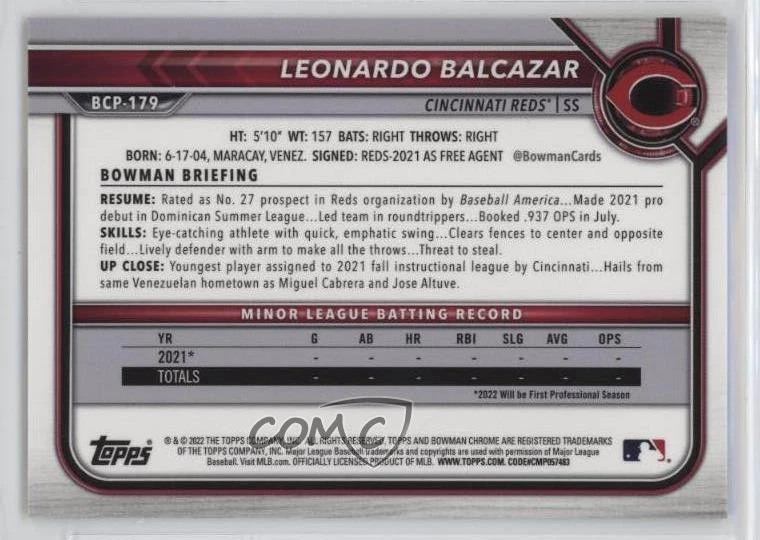 LEONARDO BALCAZAR
BCP-179
CINCINNATI REDS® | SS
HT: 5'10" WT: 157 BATS: RIGHT THROWS: RIGHT
BORN: 6-17-04, MARACAY, VENEZ. SIGNED: REDS-2021 AS FREE AGENT @BowmanCards
BOWMAN BRIEFING
RESUME: Rated as No. 27 prospect in Reds organization by Baseball America...Made 2021 pro
debut in Dominican Summer League...Led team in roundtrippers...Booked .937 OPS in July.
SKILLS: Eye-catching athlete with quick, emphatic swing...Clears fences to center and opposite
field...Lively defender with arm to make all the throws...Threat to steal.
UP CLOSE: Youngest player assigned to 2021 fall instructional league by Cincinnati...Hails from
same Venezuelan hometown as Miguel Cabrera and Jose Altuve.
MINOR LEAGUE BATTING RECORD
YR G AB HR RBI SLG AVG OPS
2021* - - - - - - -
TOTALS - - - - - - -
*2022 Will be First Professional Season
COMC
Topps
® & © 2022 THE TOPPS COMPANY, INC. ALL RIGHTS RESERVED. TOPPS AND BOWMAN CHROME ARE REGISTERED TRADEMARKS
OF THE TOPPS COMPANY, INC. Major League Baseball trademarks and copyrights are used with permission of Major League
Baseball. Visit MLB.com. OFFICIALLY LICENSED PRODUCT OF MLB. WWW.TOPPS.COM. CODE#CMP057483